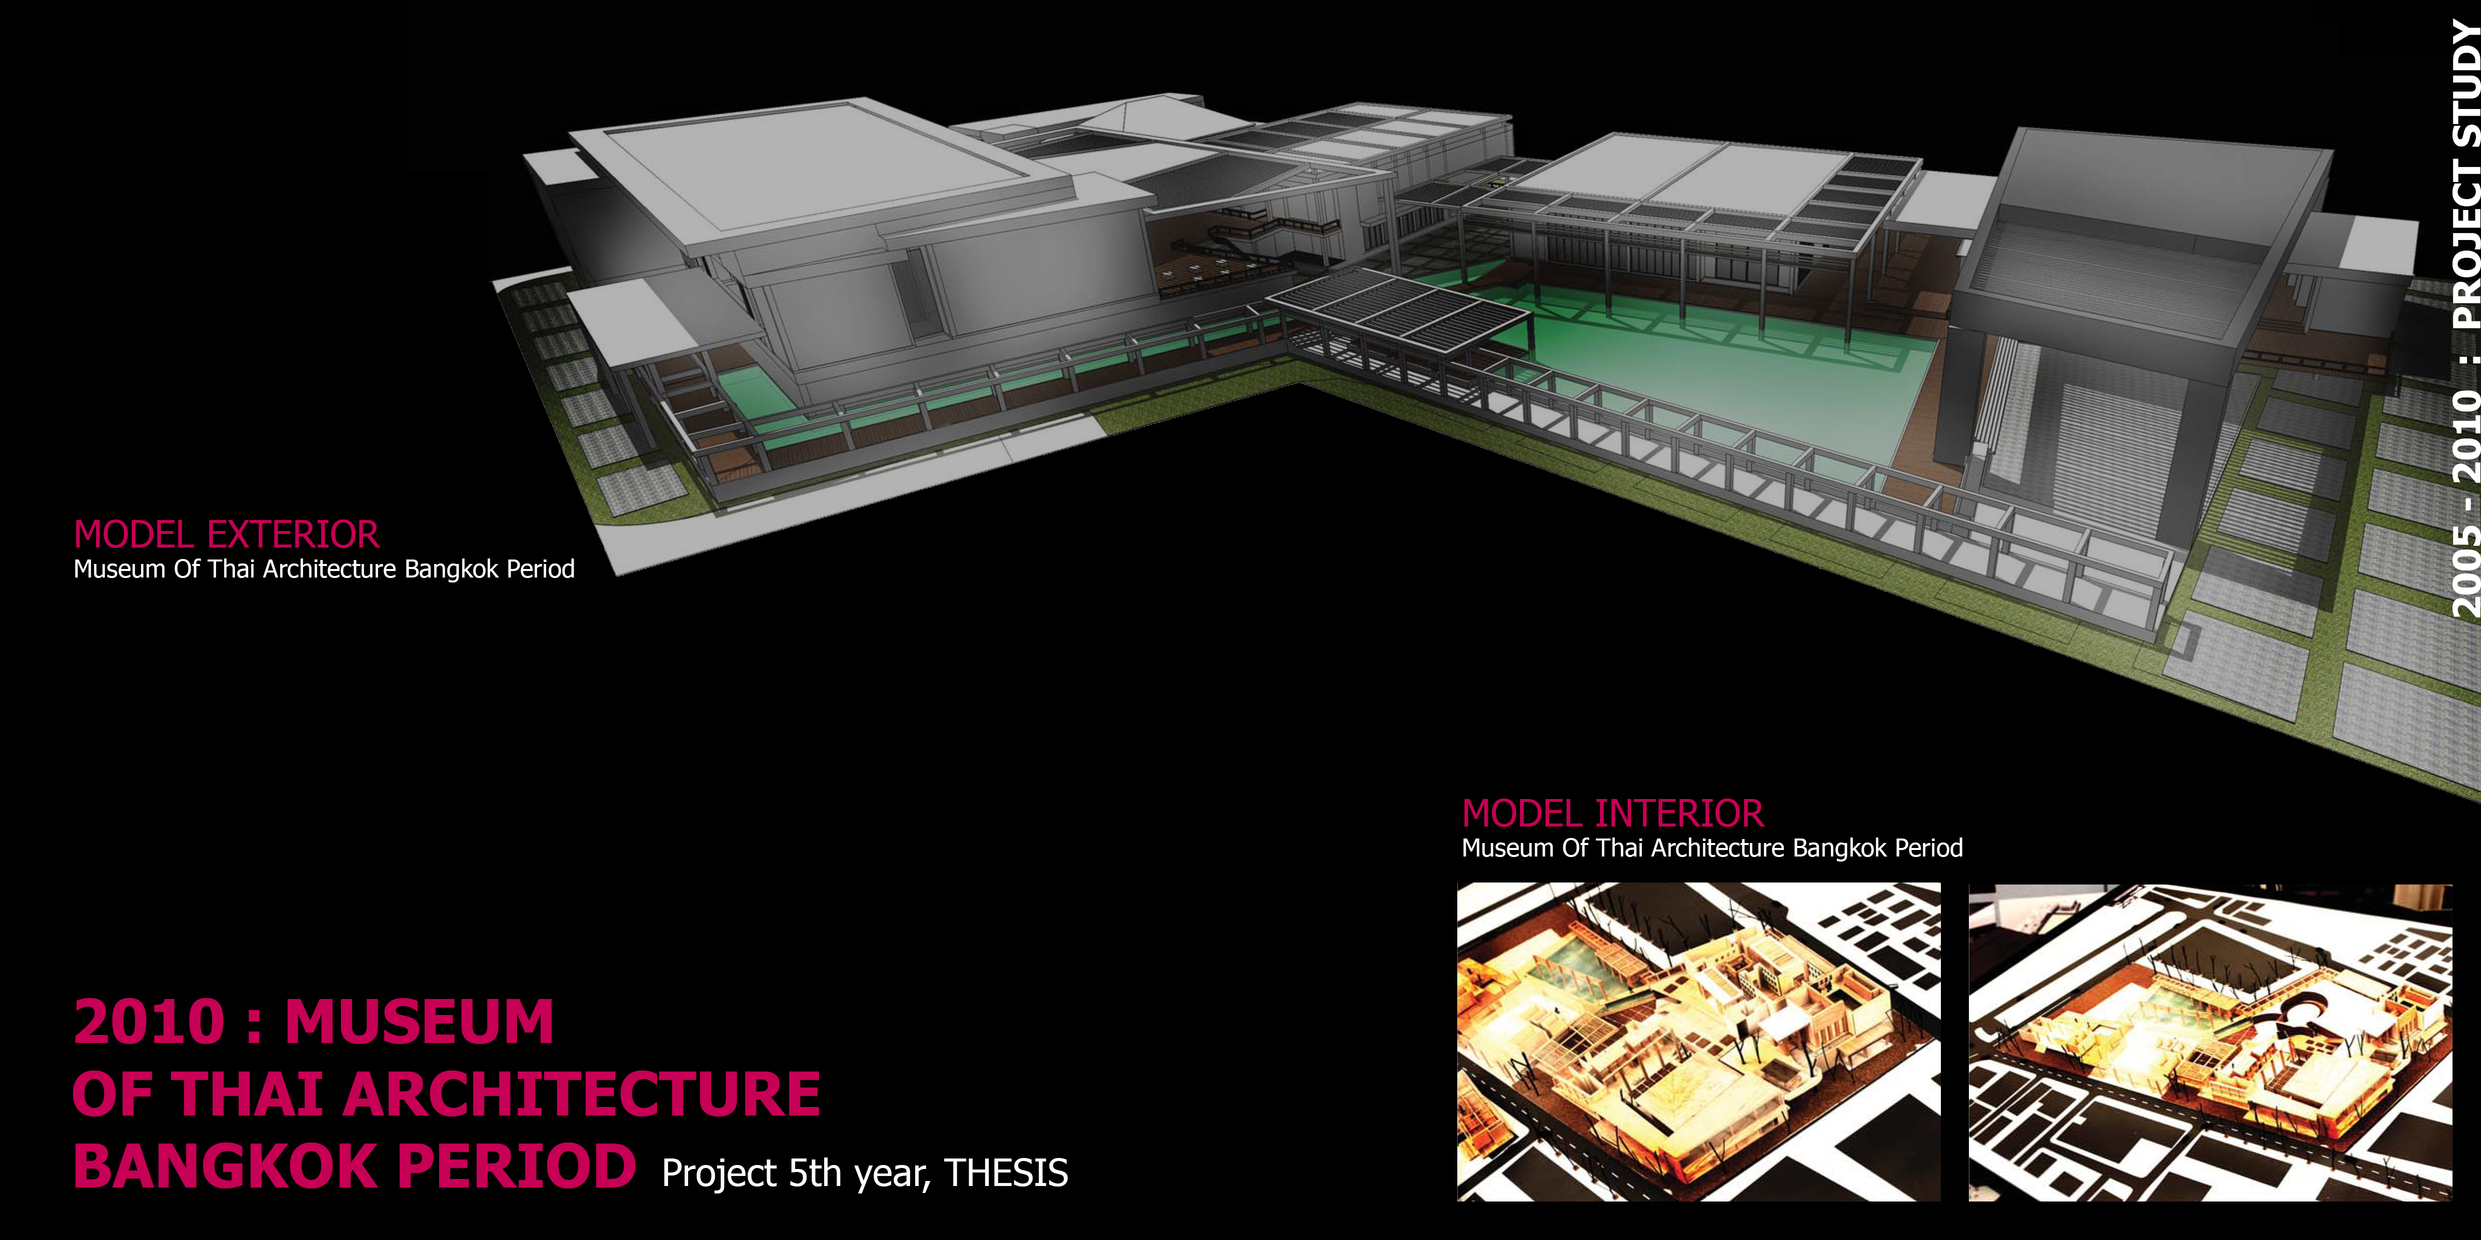 2005 - 2010 : PROJECT STUDY
MODEL EXTERIOR
Museum Of Thai Architecture Bangkok Period
MODEL INTERIOR
Museum Of Thai Architecture Bangkok Period
2010 : MUSEUM
OF THAI ARCHITECTURE
BANGKOK PERIOD Project 5th year, THESIS